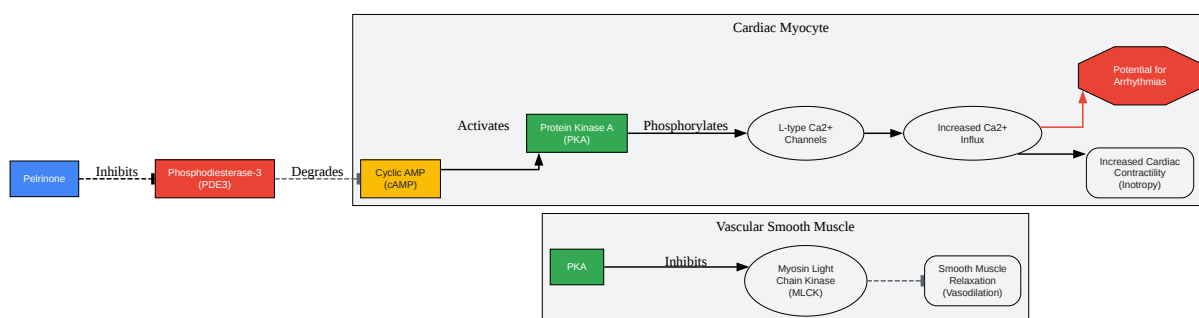 Cardiac Myocyte
Potential for
Arrhythmias
Activates
Protein Kinase A
(PKA)
Phosphorylates
L-type Ca2+
Channels
Increased Ca2+
Influx
Pelrinone
Inhibits
Phosphodiesterase-3
(PDE3)
Degrades
Cyclic AMP
(cAMP)
Increased Cardiac
Contractility
(Inotropy)
Vascular Smooth Muscle
PKA
Inhibits
Myosin Light
Chain Kinase
(MLCK)
Smooth Muscle
Relaxation
(Vasodilation)